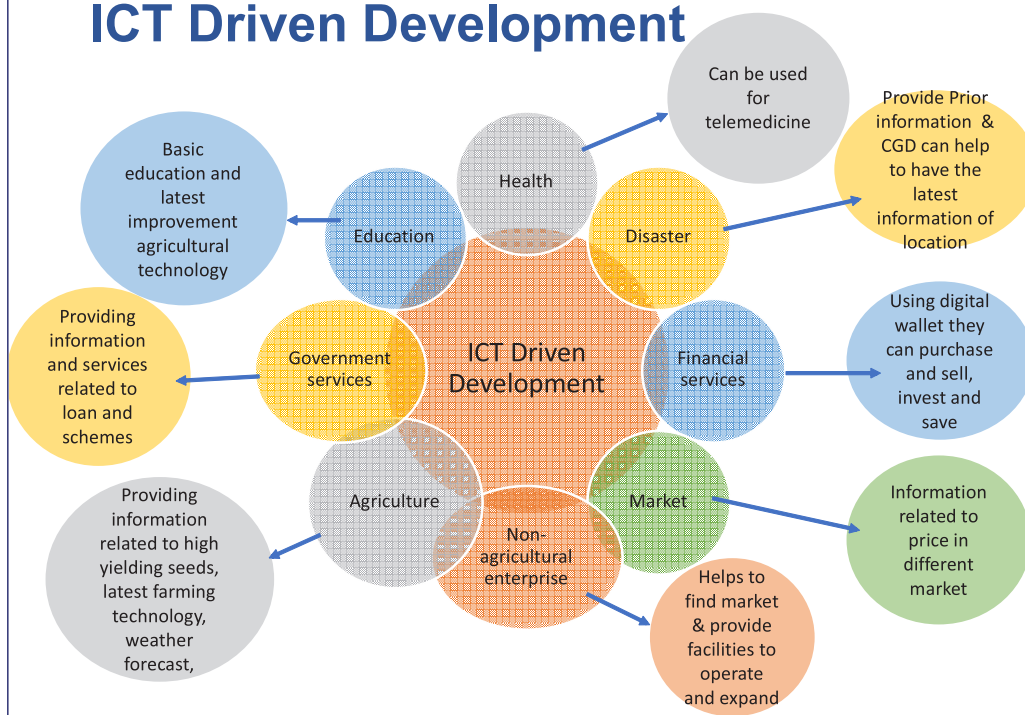 ICT Driven Development
Can be used
for
telemedicine
Provide Prior
information &
CGD can help
to have the
latest
information of
location
Basic
education and
latest
improvement
agricultural
technology
Health
Education
Disaster
Providing
information
and services
related to
loan and
schemes
Government
services
ICT Driven
Development
Financial
services
Using digital
wallet they
can purchase
and sell,
invest and
save
Providing
information
related to high
yielding seeds,
latest farming
technology,
weather
forecast,
Agriculture
Non-
agricultural
enterprise
Market
Information
related to
price in
different
market
Helps to
find market
& provide
facilities to
operate
and expand